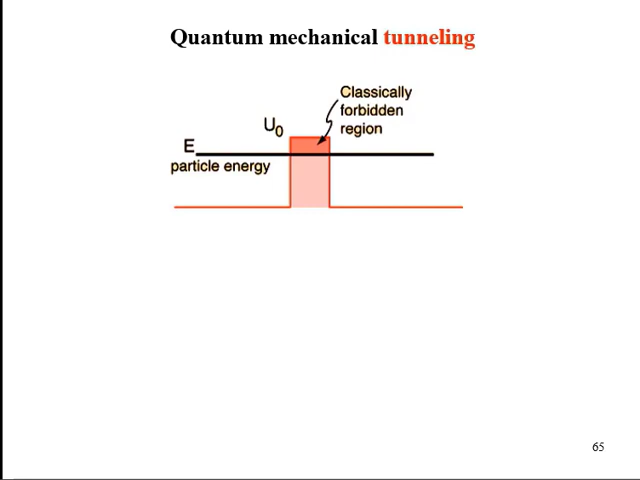 Quantum mechanical tunneling
Classically
forbidden
region
U0
E
particle energy
65